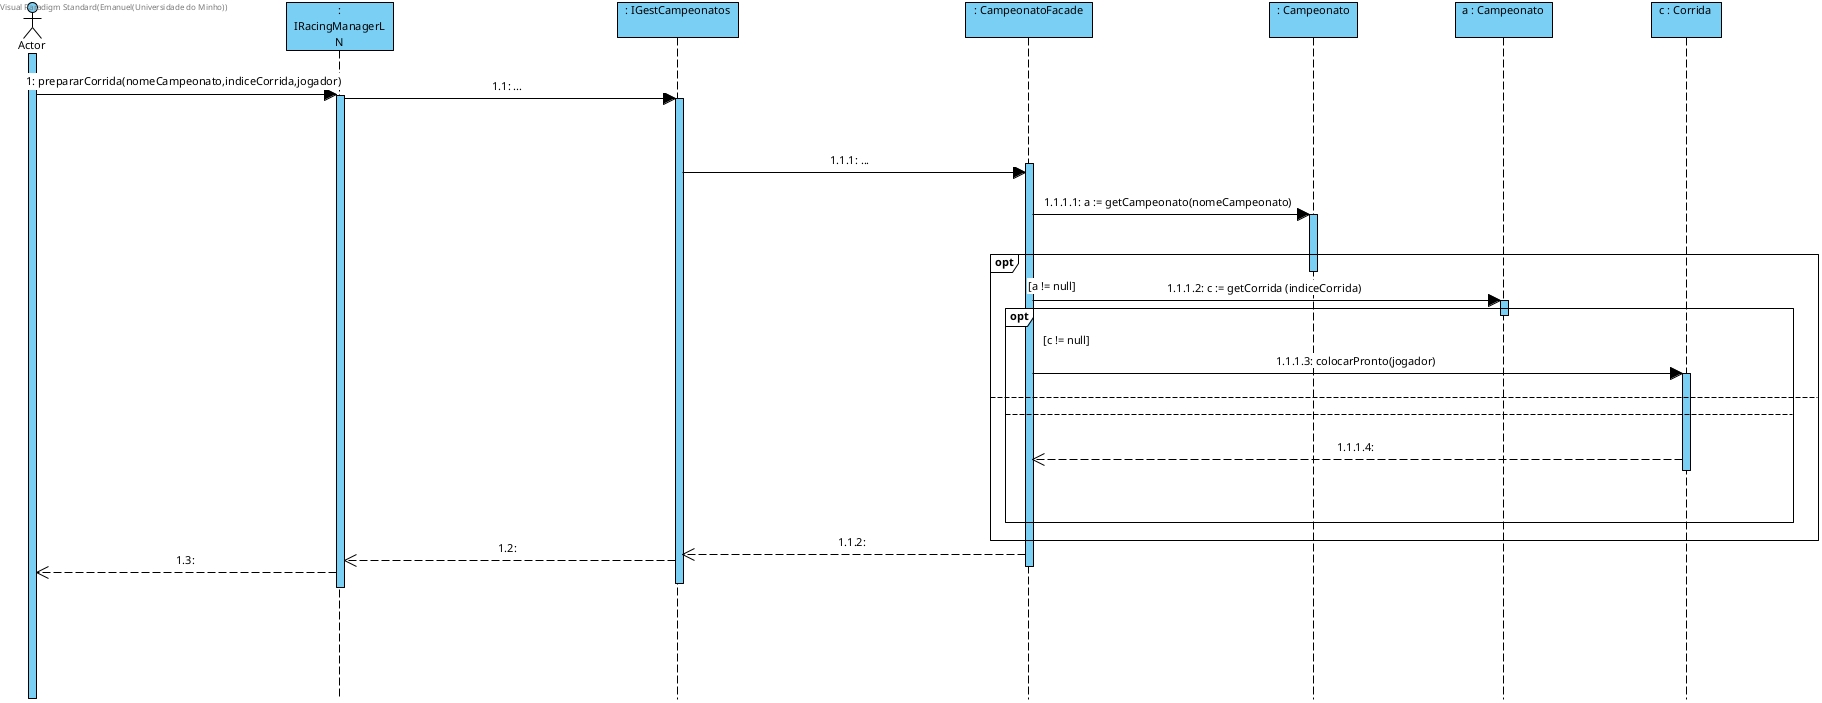 Visual Paradigm Standard(Emanuel(Universidade do Minho))
Actor
:
IRacingManagerL
N
: IGestCampeonatos
: CampeonatoFacade
: Campeonato
a : Campeonato
c : Corrida
1: prepararCorrida(nomeCampeonato,indiceCorrida,jogador)
1.1: ...
1.1.1: ...
1.1.1.1: a := getCampeonato(nomeCampeonato)
opt
[a != null]
1.1.1.2: c := getCorrida (indiceCorrida)
opt
[c != null]
1.1.1.3: colocarPronto(jogador)
1.1.1.4:
1.1.2:
1.2:
1.3: